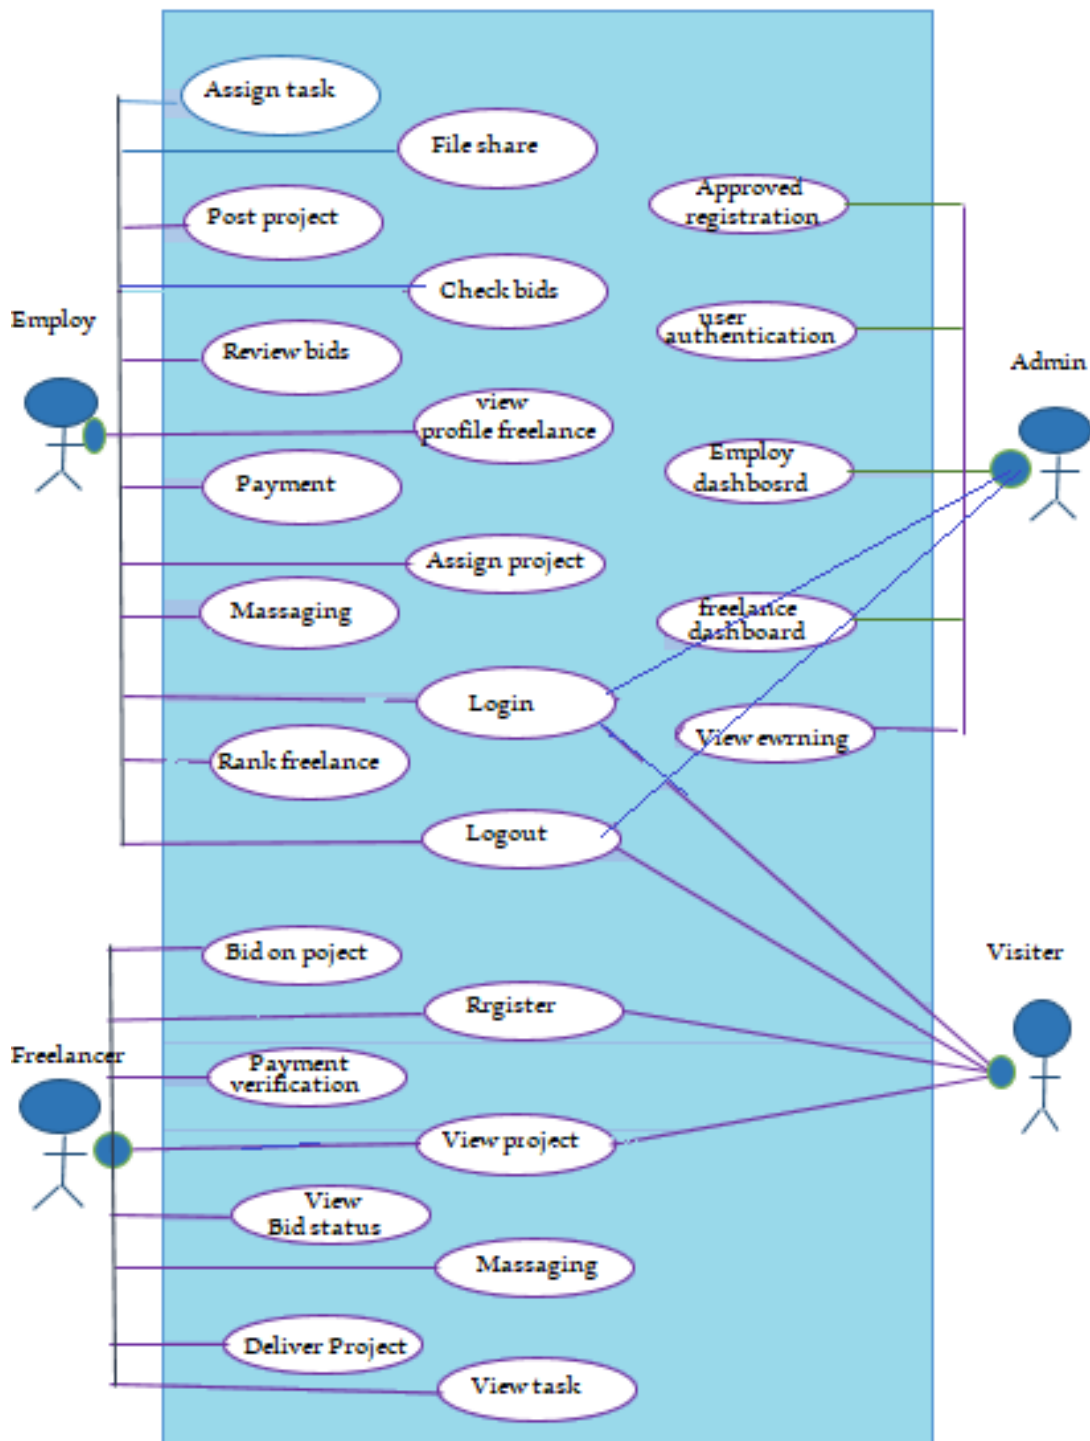 Assign task
File share
Approved
registration
Post project
Check bids
Employ
user
authentication
Review bids
Admin
view
profile freelance
Employ
dashbosrd
Payment
Assign project
Massaging
freelance
dashboard
Login
View ewrning
Rank freelance
Logout
Bid on poject
Visiter
Rrgister
Freelancer
Payment
verification
View project
View
Bid status
Massaging
Deliver Project
View task